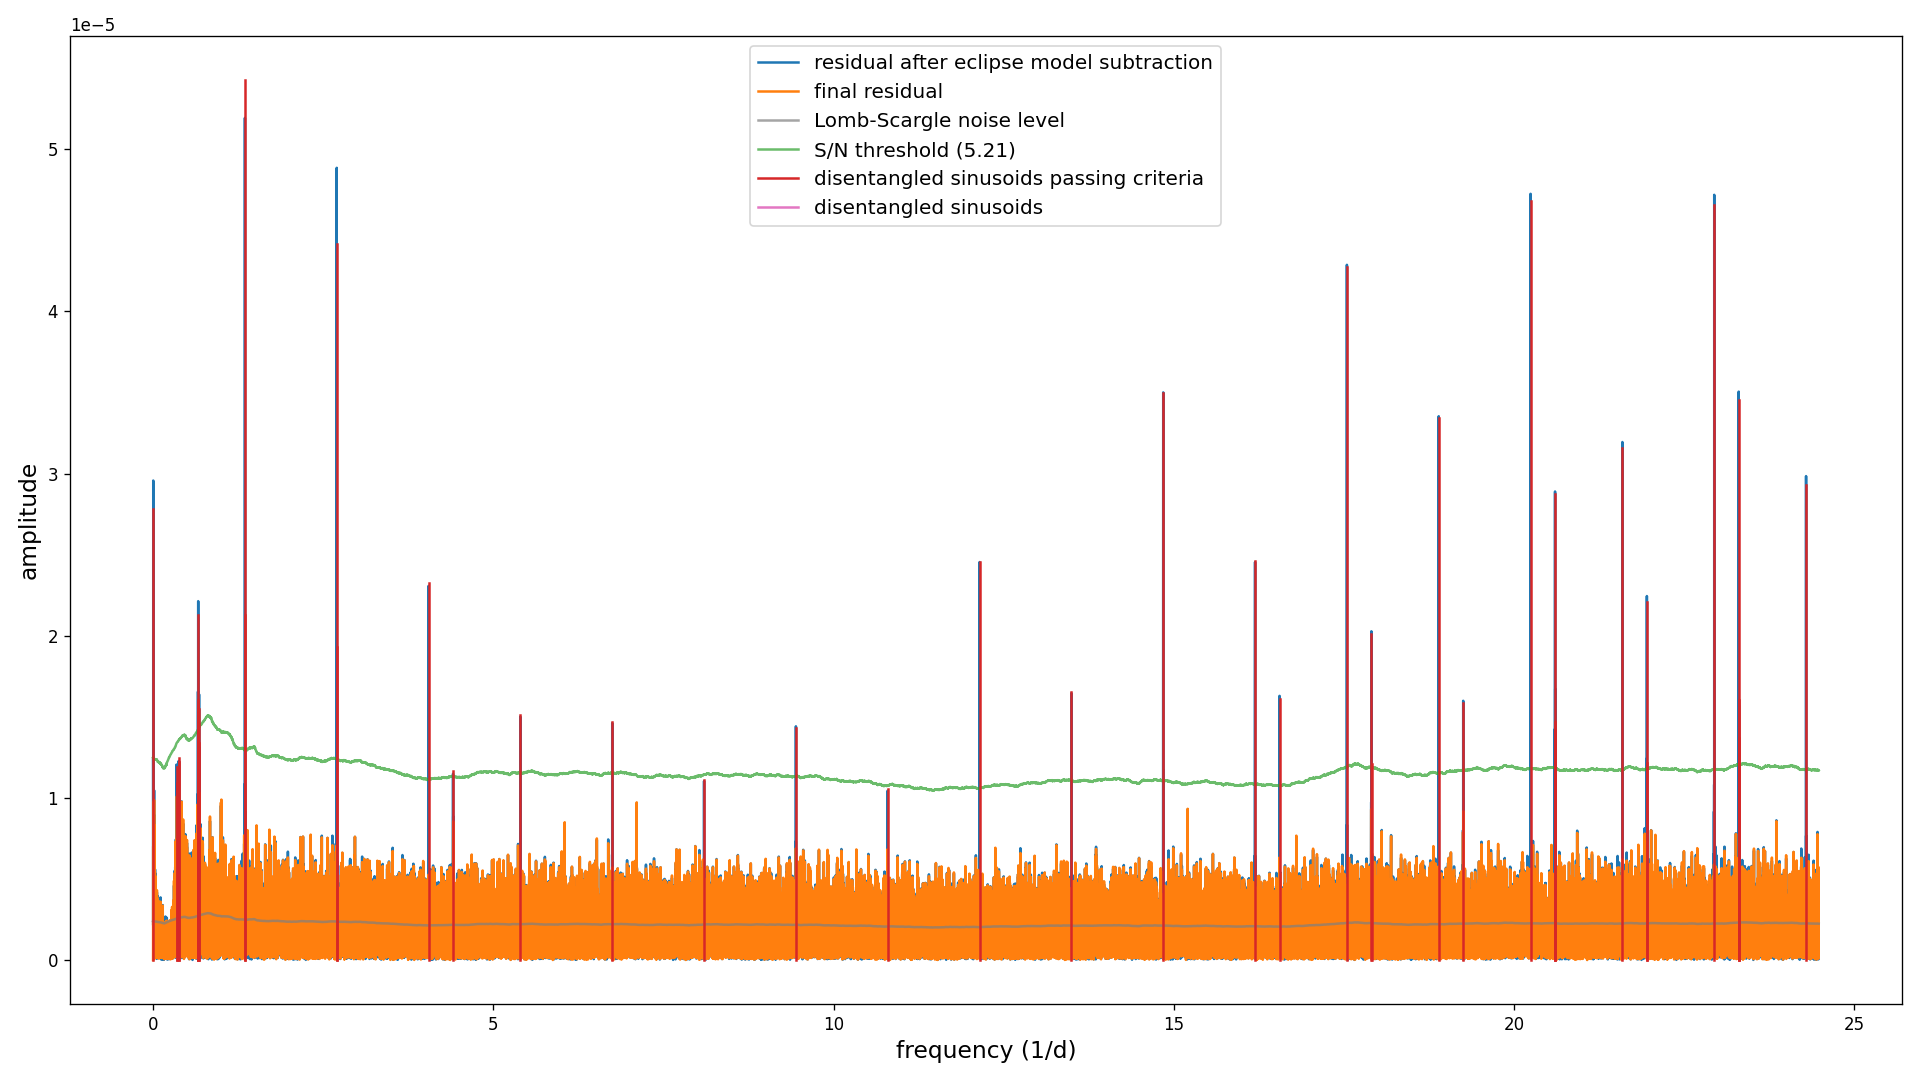 1e−5
residual after eclipse model subtraction
final residual
Lomb-Scargle noise level
S/N threshold (5.21)
disentangled sinusoids passing criteria
disentangled sinusoids
5
4
3
2
1
0
amplitude
0 5 10 15 20 25
frequency (1/d)